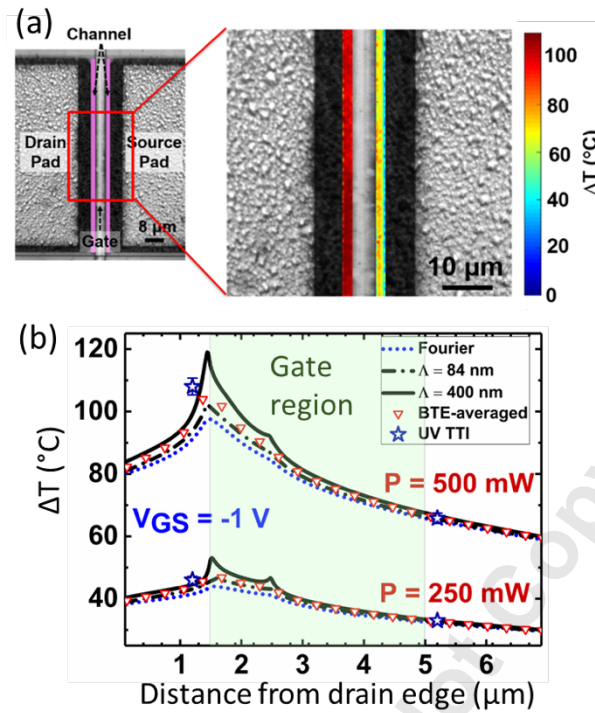 (a)
Channel
Drain
Pad
Source
Pad
Gate
8 μm
10 μm
100
80
60
40
20
0
ΔT (°C)
(b)
120
100
80
60
40
ΔT (°C)
Gate
region
Fourier
Λ = 84 nm
Λ = 400 nm
BTE-averaged
UV TTI
P = 500 mW
V_GS = -1 V
P = 250 mW
1 2 3 4 5 6
Distance from drain edge (μm)